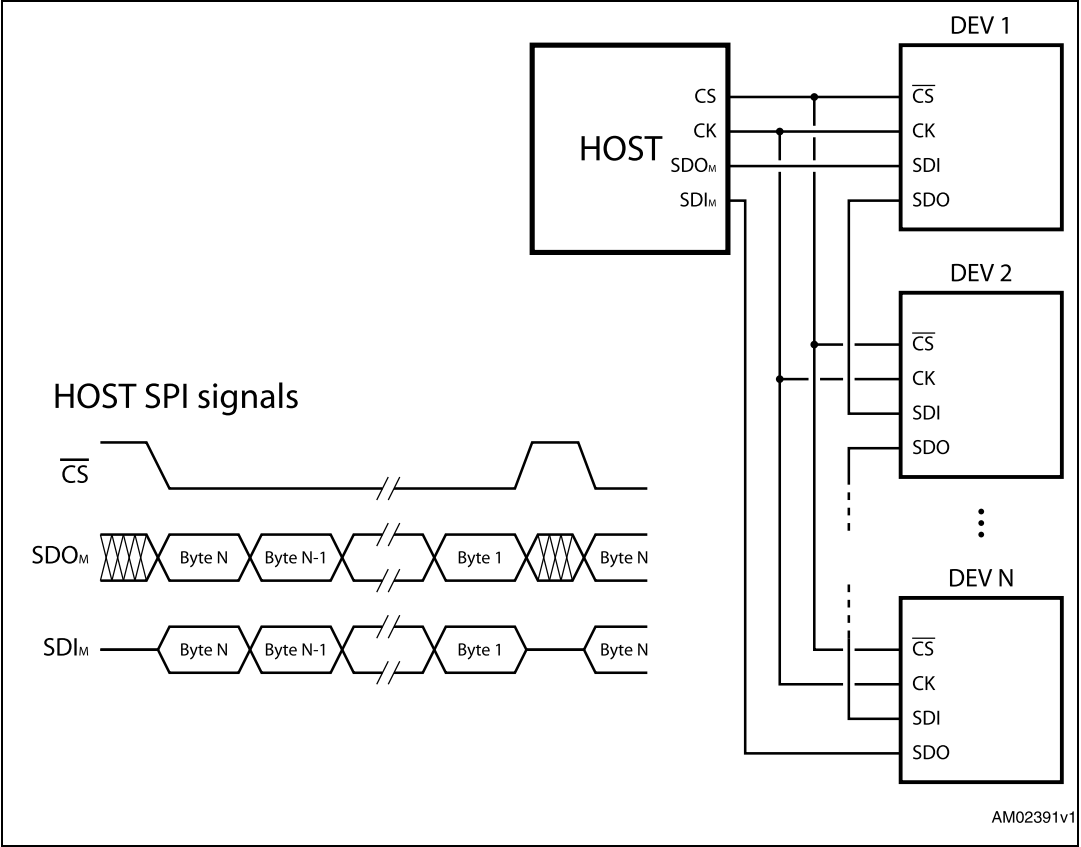 DEV 1
HOST
CS
CK
SDOM
SDIM
CS
CK
SDI
SDO
DEV 2
CS
CK
SDI
SDO
DEV N
CS
CK
SDI
SDO
HOST SPI signals
CS
SDOM
Byte N
Byte N-1
Byte 1
Byte N
SDIM
Byte N
Byte N-1
Byte 1
Byte N
AM02391v1